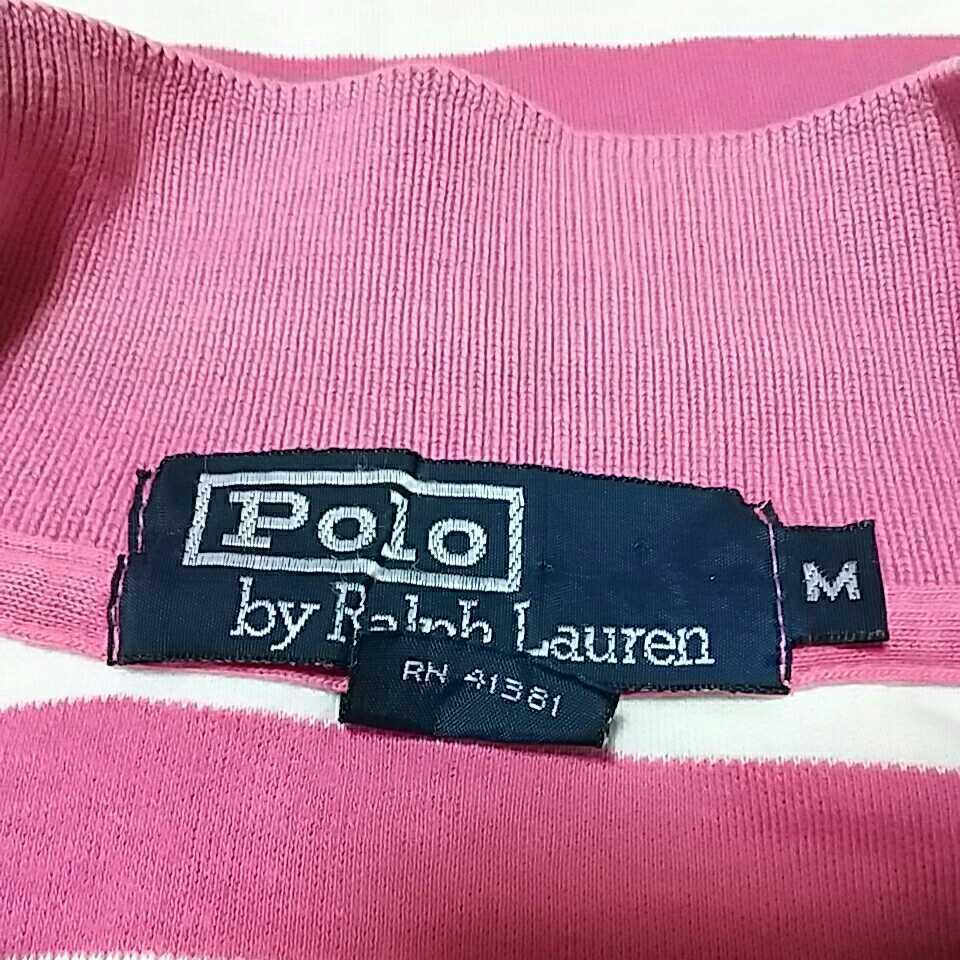 Polo
by Ralph Lauren
M
RN 41381